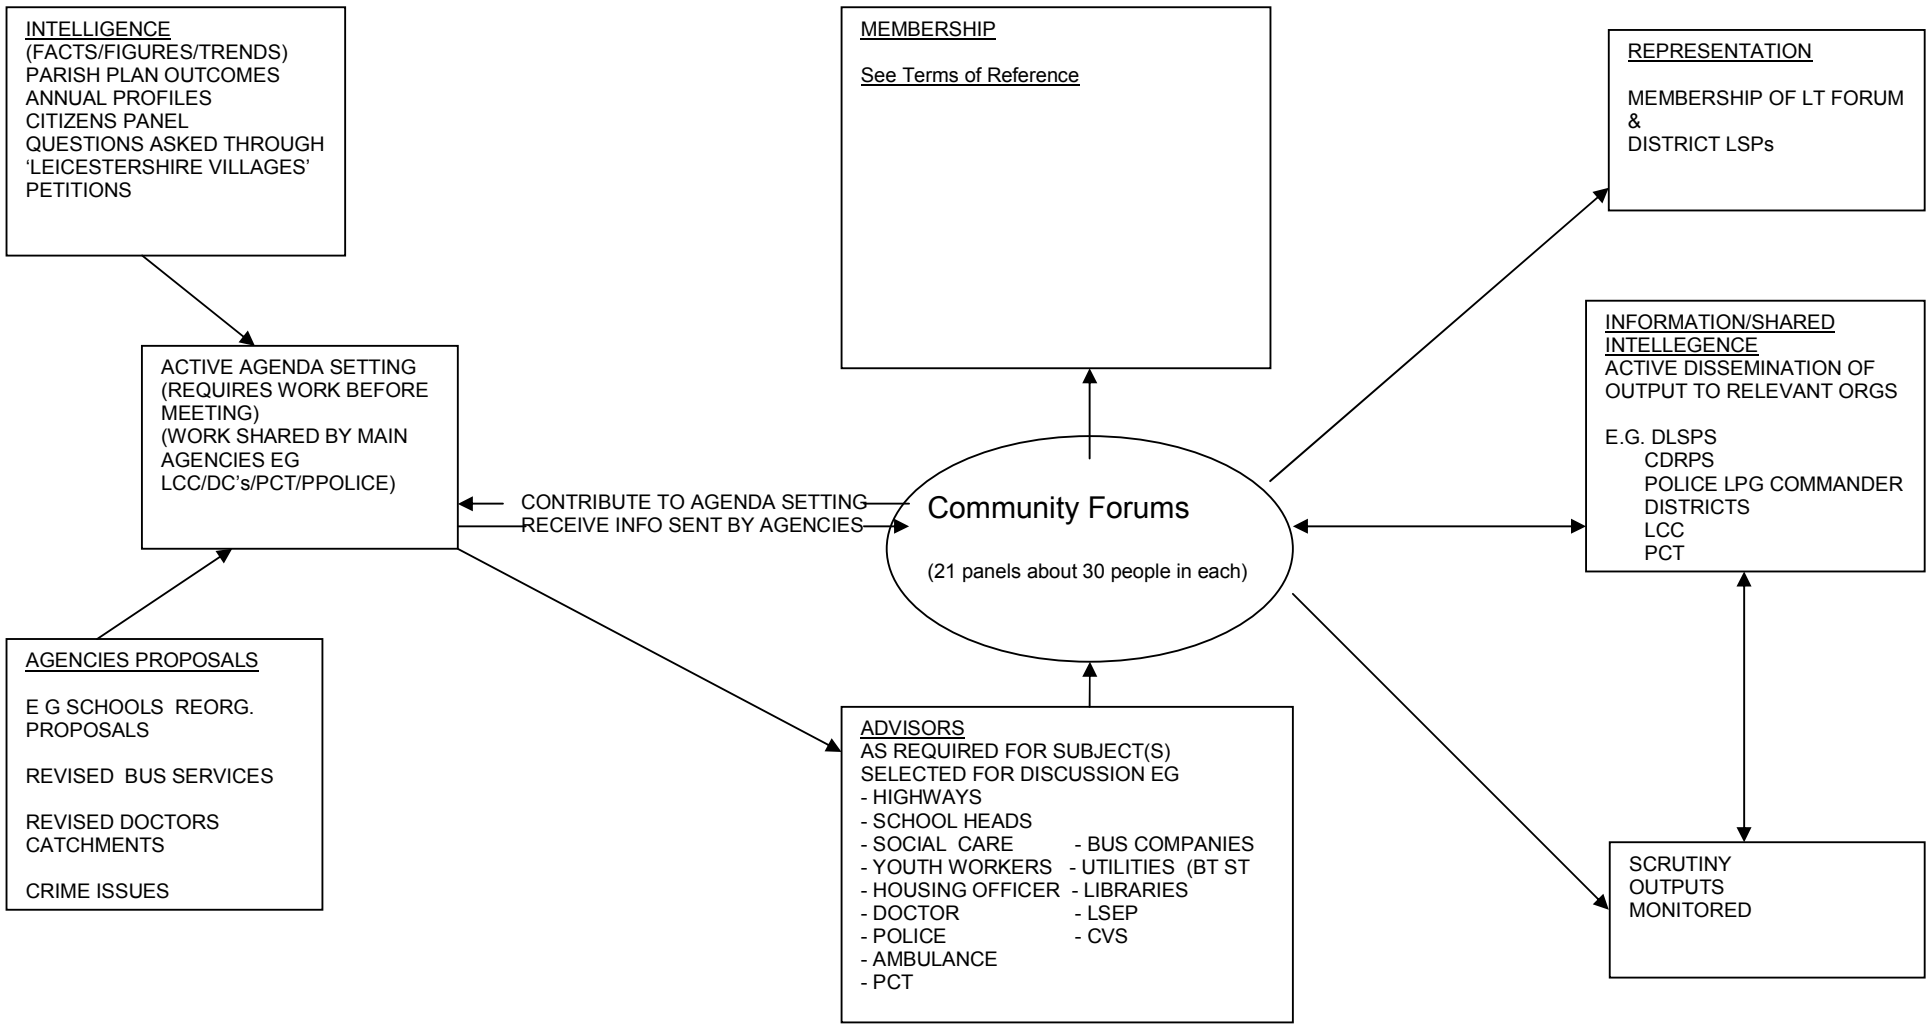 INTELLIGENCE
(FACTS/FIGURES/TRENDS)
PARISH PLAN OUTCOMES
ANNUAL PROFILES
CITIZENS PANEL
QUESTIONS ASKED THROUGH
‘LEICESTERSHIRE VILLAGES’
PETITIONS
MEMBERSHIP
See Terms of Reference
REPRESENTATION
MEMBERSHIP OF LT FORUM
&
DISTRICT LSPs
ACTIVE AGENDA SETTING
(REQUIRES WORK BEFORE
MEETING)
(WORK SHARED BY MAIN
AGENCIES EG
LCC/DC's/PCT/PPOLICE)
CONTRIBUTE TO AGENDA SETTING
RECEIVE INFO SENT BY AGENCIES
Community Forums
(21 panels about 30 people in each)
INFORMATION/SHARED
INTELLEGENCE
ACTIVE DISSEMINATION OF
OUTPUT TO RELEVANT ORGS
E.G. DLSPS
CDRPS
POLICE LPG COMMANDER
DISTRICTS
LCC
PCT
AGENCIES PROPOSALS
E G SCHOOLS REORG.
PROPOSALS
REVISED BUS SERVICES
REVISED DOCTORS
CATCHMENTS
CRIME ISSUES
ADVISORS
AS REQUIRED FOR SUBJECT(S)
SELECTED FOR DISCUSSION EG
- HIGHWAYS
- SCHOOL HEADS
- SOCIAL CARE - BUS COMPANIES
- YOUTH WORKERS - UTILITIES (BT ST
- HOUSING OFFICER - LIBRARIES
- DOCTOR - LSEP
- POLICE - CVS
- AMBULANCE
- PCT
SCRUTINY
OUTPUTS
MONITORED